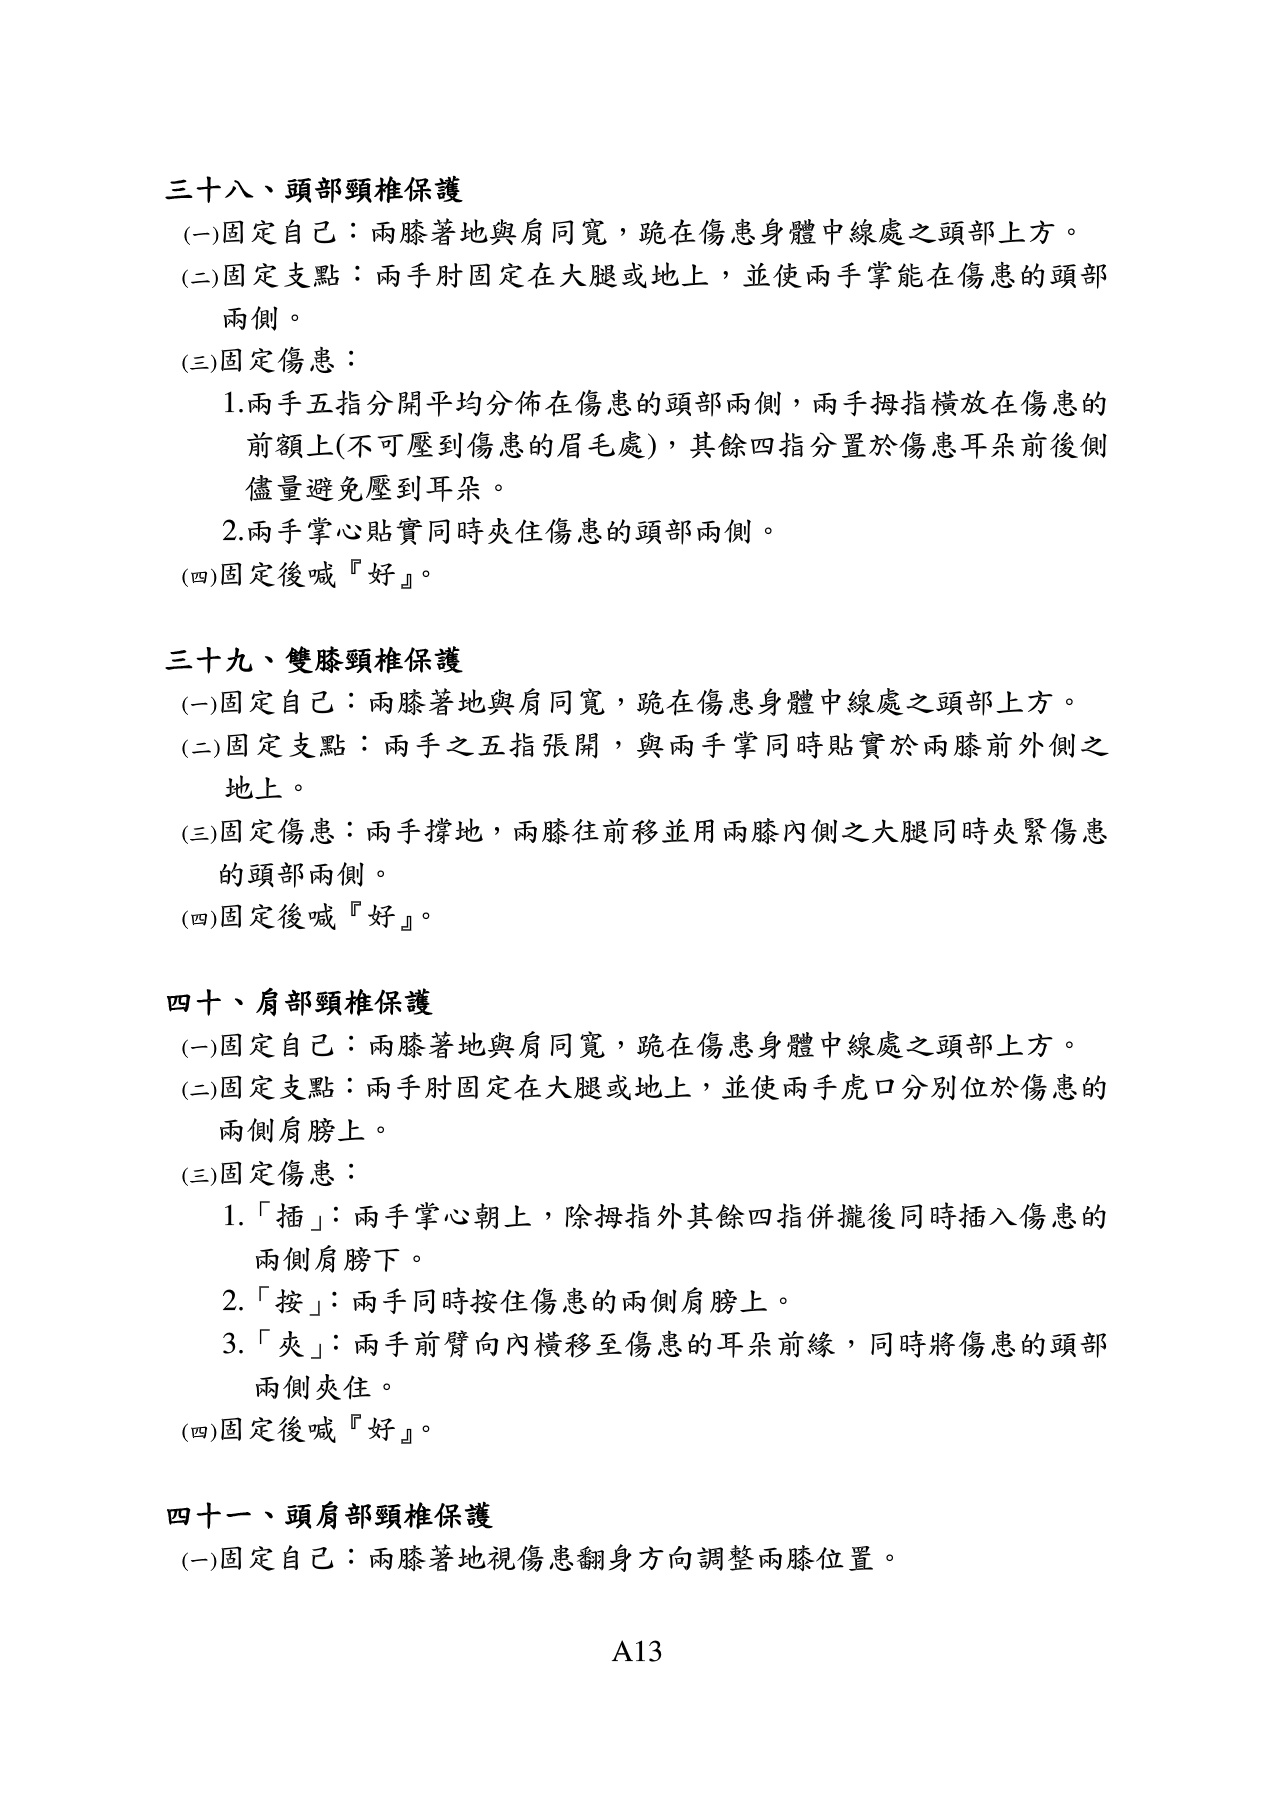 三十八、頭部頸椎保護
(一)固定自己：兩膝著地與肩同寬，跪在傷患身體中線處之頭部上方。
(二)固定支點：兩手肘固定在大腿或地上，並使兩手掌能在傷患的頭部
兩側。
(三)固定傷患：
1.兩手五指分開平均分佈在傷患的頭部兩側，兩手拇指橫放在傷患的
前額上(不可壓到傷患的眉毛處)，其餘四指分置於傷患耳朵前後側
儘量避免壓到耳朵。
2.兩手掌心貼實同時夾住傷患的頭部兩側。
(四)固定後喊『好』。
三十九、雙膝頸椎保護
(一)固定自己：兩膝著地與肩同寬，跪在傷患身體中線處之頭部上方。
(二)固定支點：兩手之五指張開，與兩手掌同時貼實於兩膝前外側之
地上。
(三)固定傷患：兩手撐地，兩膝往前移並用兩膝內側之大腿同時夾緊傷患
的頭部兩側。
(四)固定後喊『好』。
四十、肩部頸椎保護
(一)固定自己：兩膝著地與肩同寬，跪在傷患身體中線處之頭部上方。
(二)固定支點：兩手肘固定在大腿或地上，並使兩手虎口分別位於傷患的
兩側肩膀上。
(三)固定傷患：
1.「插」：兩手掌心朝上，除拇指外其餘四指併攏後同時插入傷患的
兩側肩膀下。
2.「按」：兩手同時按住傷患的兩側肩膀上。
3.「夾」：兩手前臂向內橫移至傷患的耳朵前緣，同時將傷患的頭部
兩側夾住。
(四)固定後喊『好』。
四十一、頭肩部頸椎保護
(一)固定自己：兩膝著地視傷患翻身方向調整兩膝位置。
A13